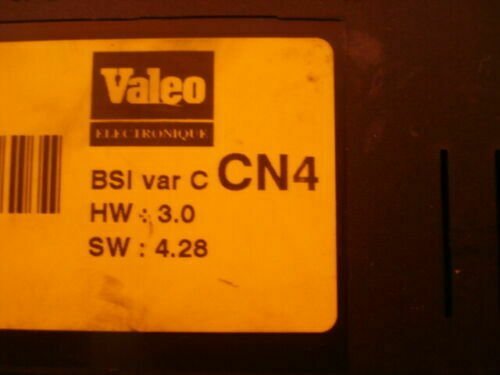 Valeo
ELECTRONIQUE
BSI var C CN4
HW : 3.0
SW : 4.28